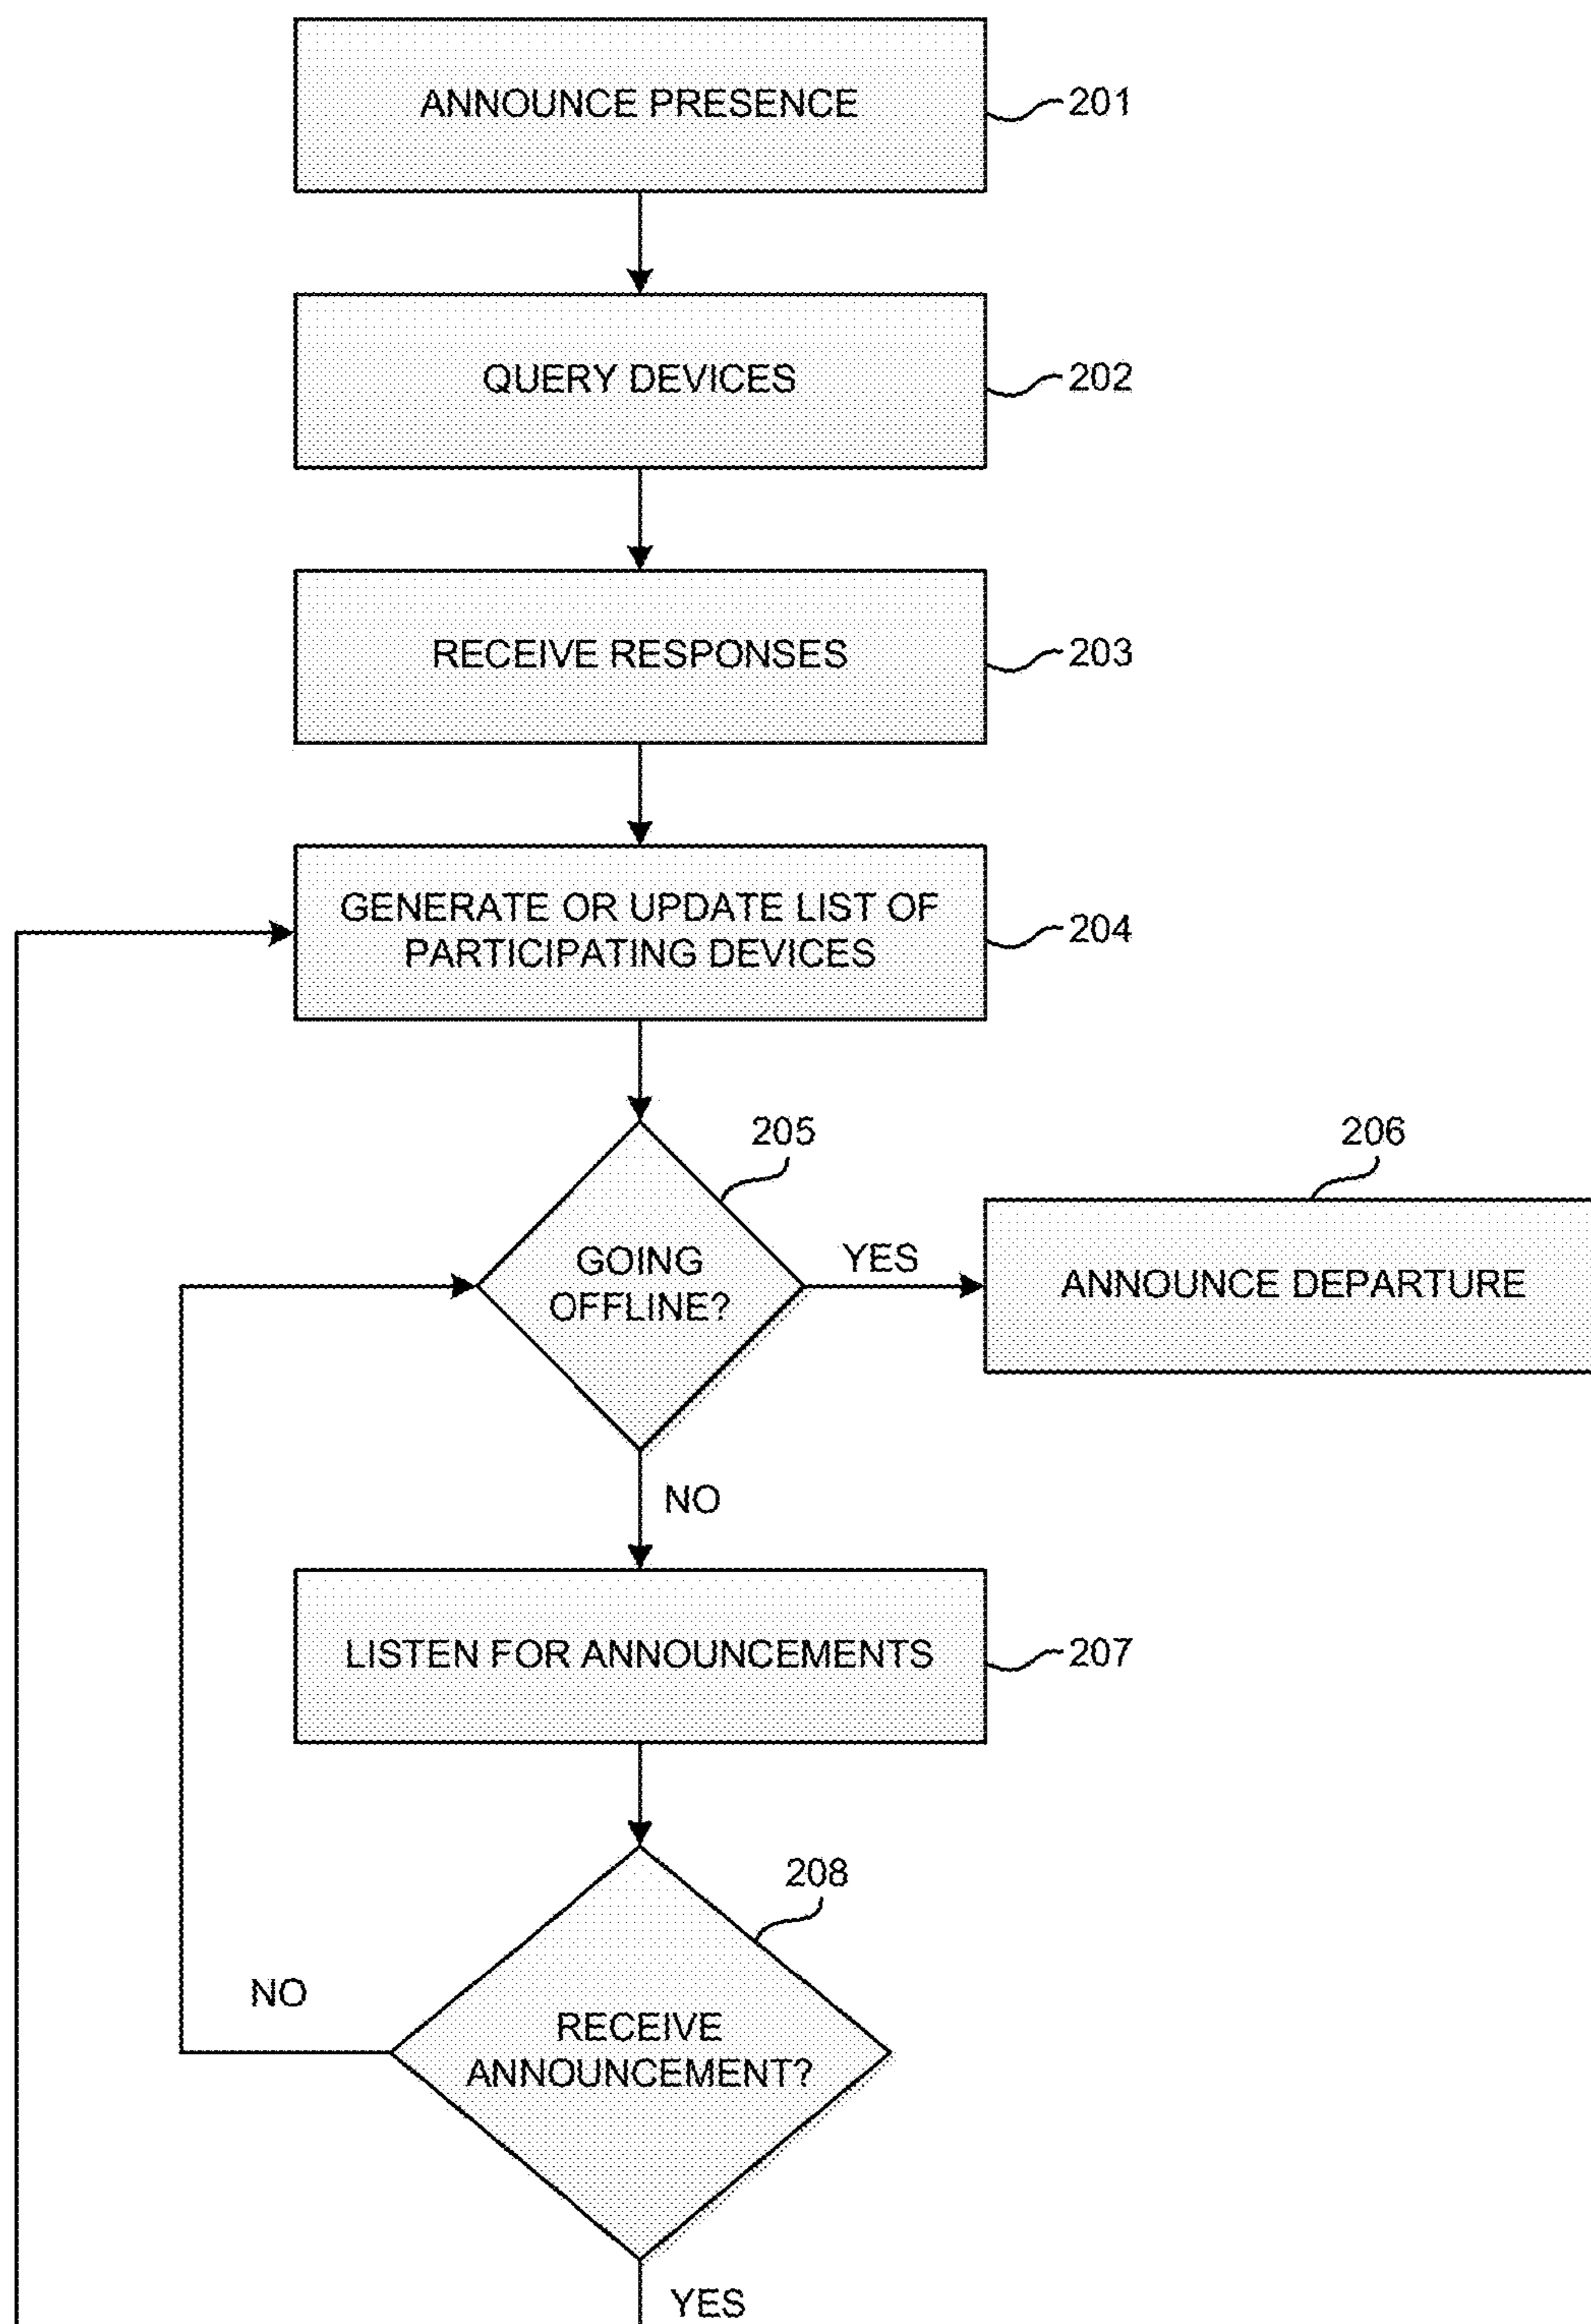 ANNOUNCE PRESENCE
201
QUERY DEVICES
202
RECEIVE RESPONSES
203
GENERATE OR UPDATE LIST OF
PARTICIPATING DEVICES
204
205
206
GOING
OFFLINE?
YES
ANNOUNCE DEPARTURE
NO
LISTEN FOR ANNOUNCEMENTS
207
208
NO
RECEIVE
ANNOUNCEMENT?
YES